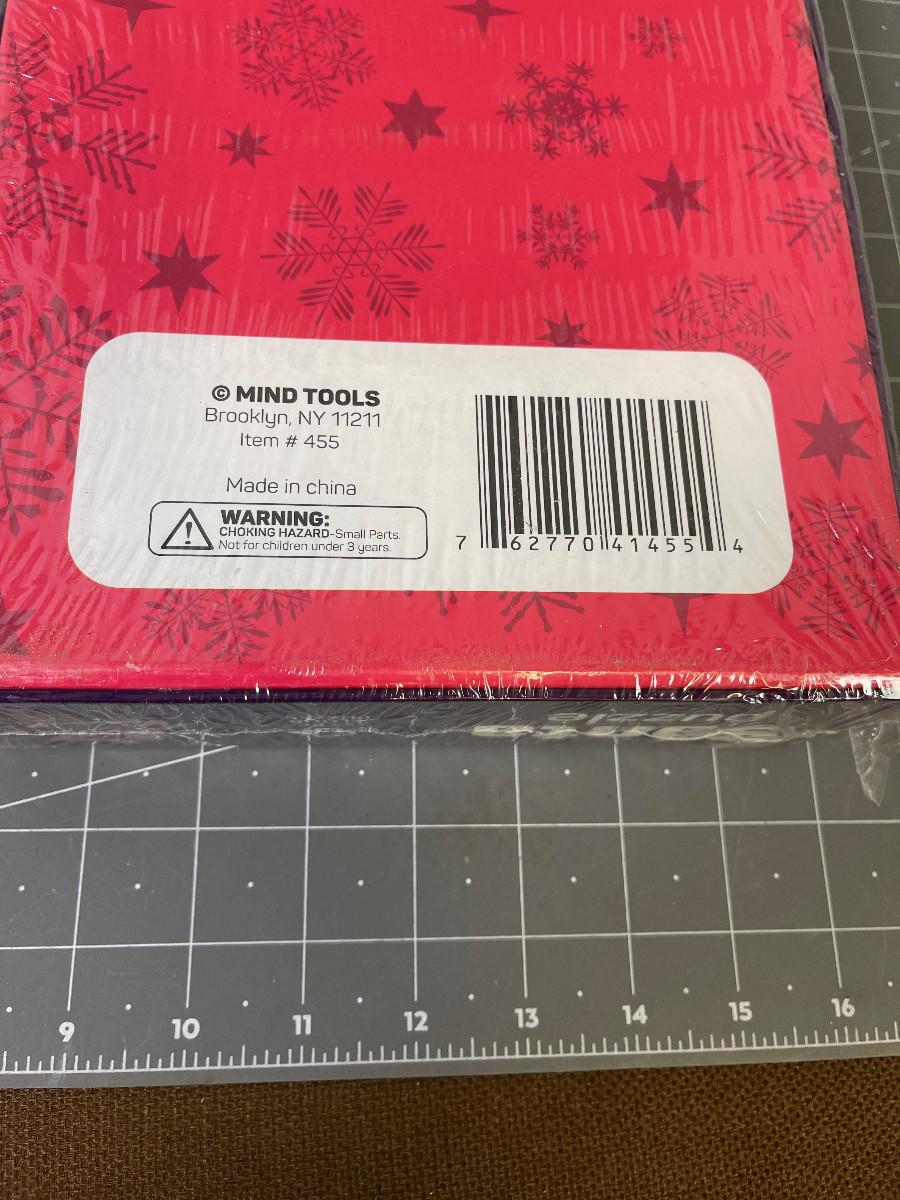 © MIND TOOLS
Brooklyn, NY 11211
Item # 455
Made in china
WARNING:
CHOKING HAZARD-Small Parts.
Not for children under 3 years.
7 62770 41455 4
puzzle
9 10 11 12 13 14 15 16